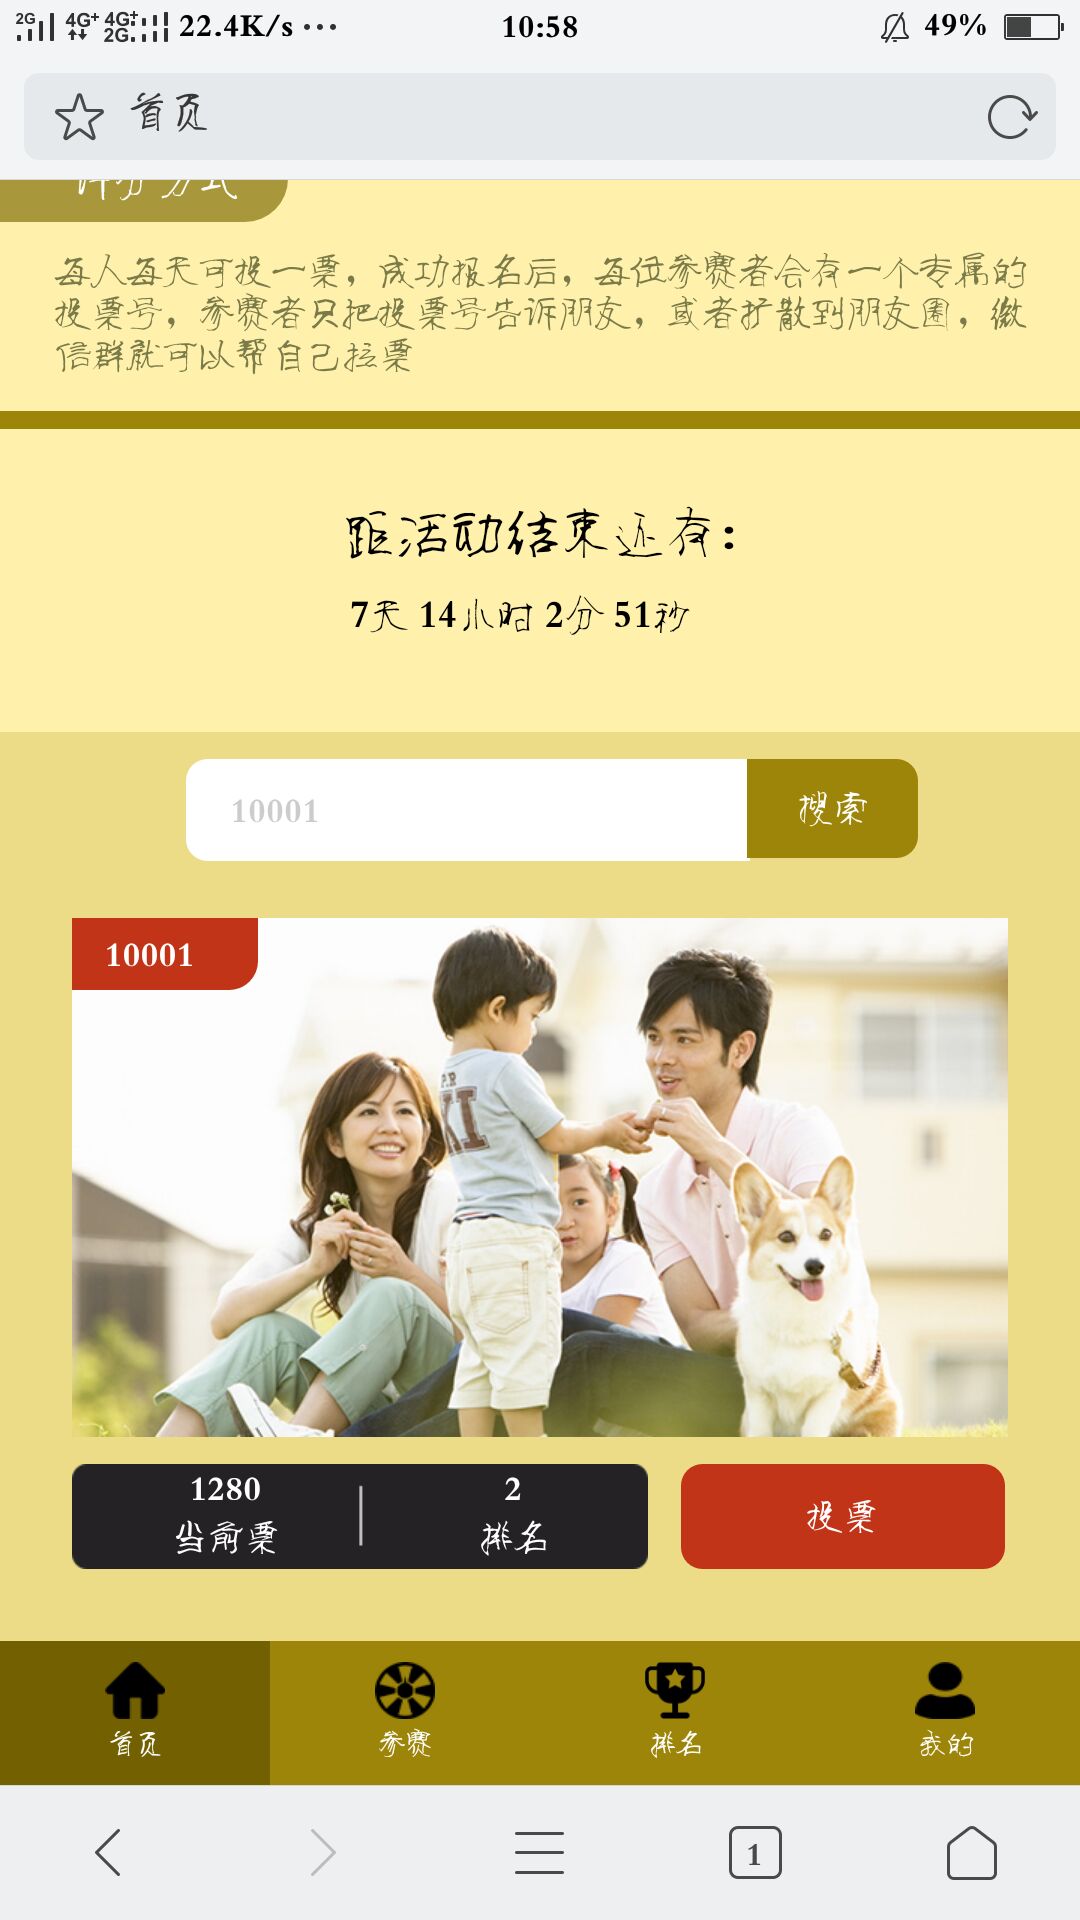 2G 4G+ 4G+ 2G 22.4K/s ··· 10:58 49%
首页
评分方式
每人每天可投一票，成功报名后，每位参赛者会有一个专属的
投票号，参赛者只把投票号告诉朋友，或者扩散到朋友圈，微
信群就可以帮自己拉票
距活动结束还有：
7天 14小时 2分 51秒
10001 搜索
10001
P.R
KI
1280 2 投票
当前票 排名
首页 参赛 排名 我的
1